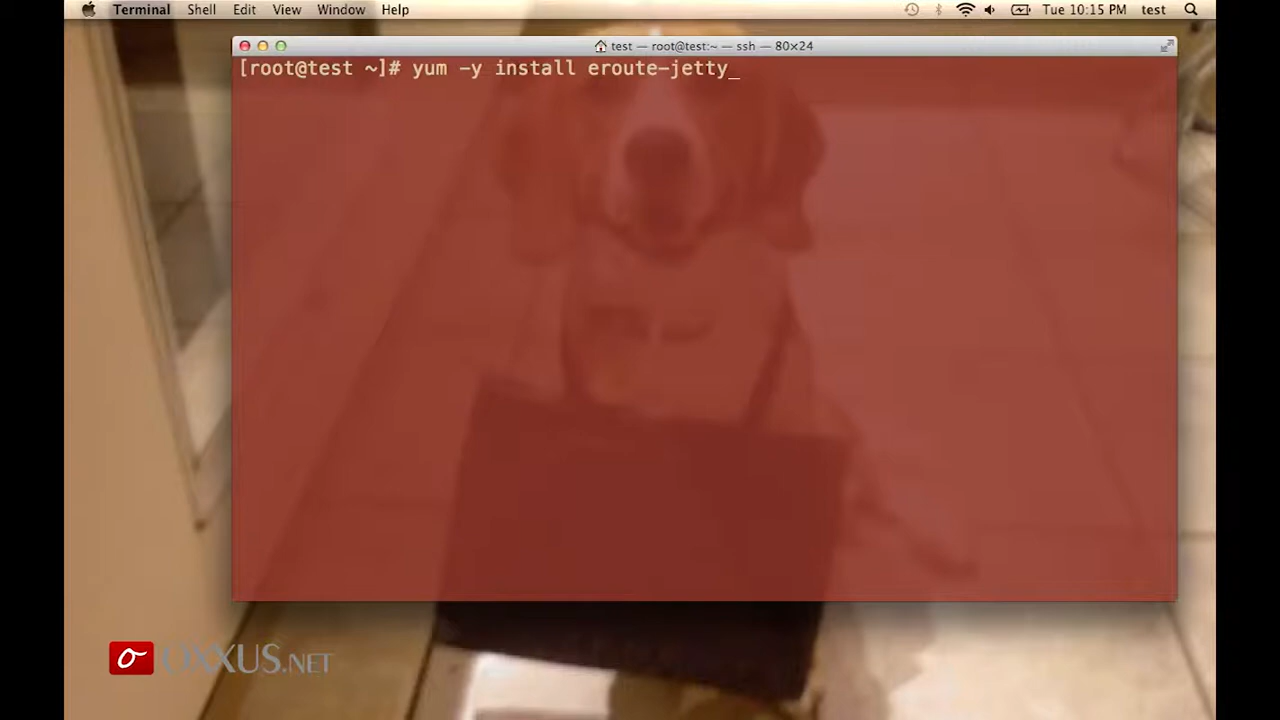 Terminal Shell Edit View Window Help Tue 10:15 PM test
test — root@test:~ — ssh — 80×24
[root@test ~]# yum -y install eroute-jetty_
OXXUS.NET